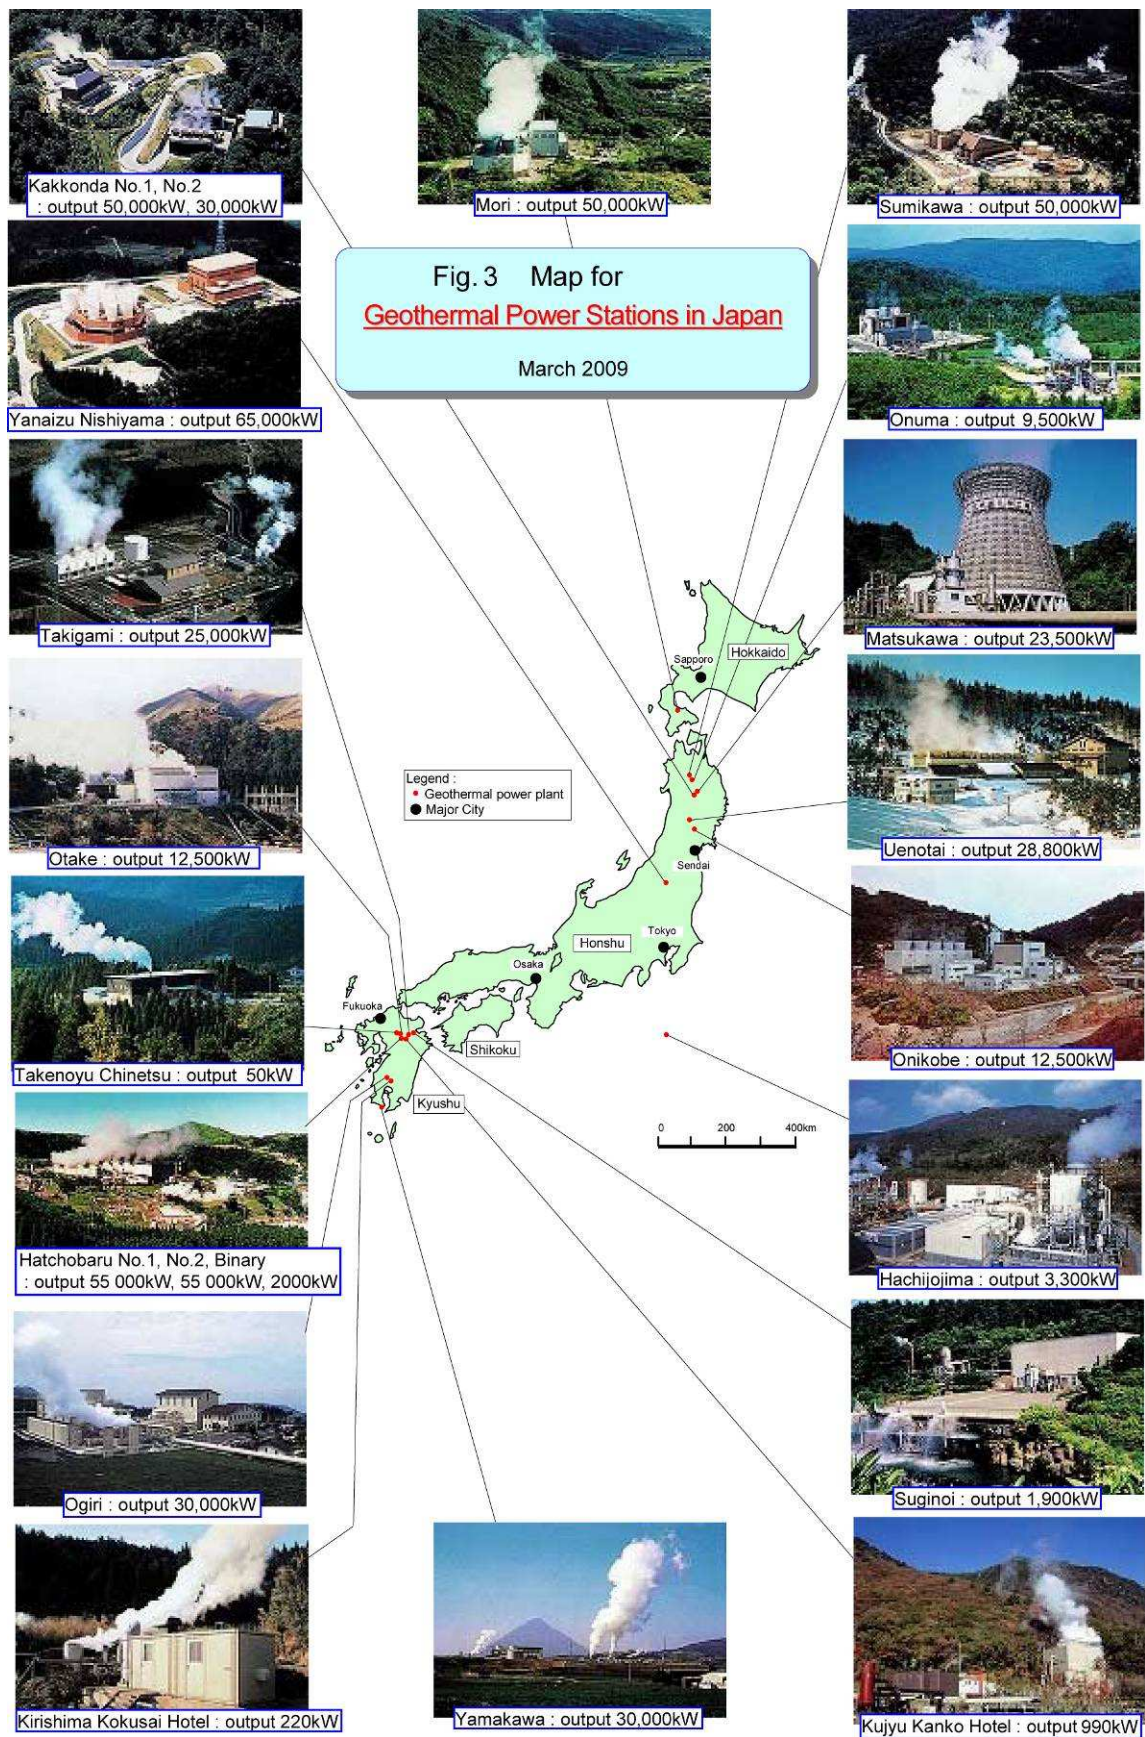 Kakkonda No.1, No.2
: output 50,000kW, 30,000kW
Mori : output 50,000kW
Sumikawa : output 50,000kW
Fig. 3 Map for
Geothermal Power Stations in Japan
March 2009
Yanaizu Nishiyama : output 65,000kW
Onuma : output 9,500kW
Takigami : output 25,000kW
Matsukawa : output 23,500kW
Hokkaido
Sapporo
Legend :
Geothermal power plant
Major City
Otake : output 12,500kW
Uenotai : output 28,800kW
Sendai
Honshu
Tokyo
Osaka
Fukuoka
Shikoku
Kyushu
0 200 400km
Takenoyu Chinetsu : output 50kW
Onikobe : output 12,500kW
Hatchobaru No.1, No.2, Binary
: output 55 000kW, 55 000kW, 2000kW
Hachijojima : output 3,300kW
Ogiri : output 30,000kW
Suginoi : output 1,900kW
Kirishima Kokusai Hotel : output 220kW
Yamakawa : output 30,000kW
Kujyu Kanko Hotel : output 990kW